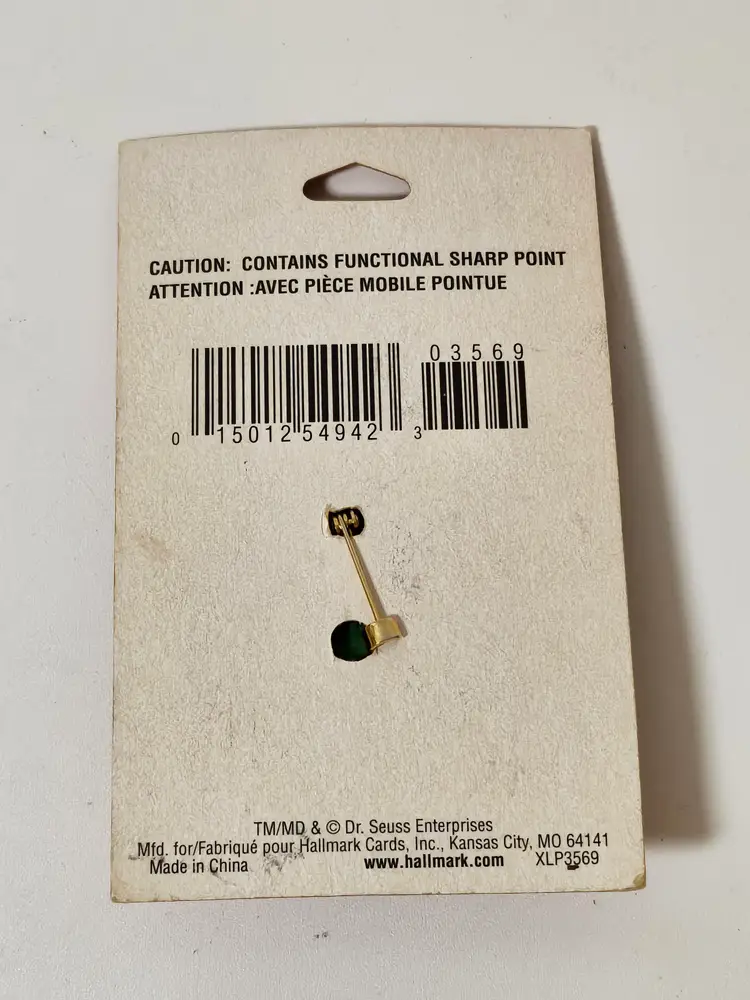 CAUTION: CONTAINS FUNCTIONAL SHARP POINT
ATTENTION :AVEC PIÈCE MOBILE POINTUE
03569
0 15012 54942 3
TM/MD & © Dr. Seuss Enterprises
Mfd. for/Fabriqué pour Hallmark Cards, Inc., Kansas City, MO 64141
Made in China www.hallmark.com XLP3569